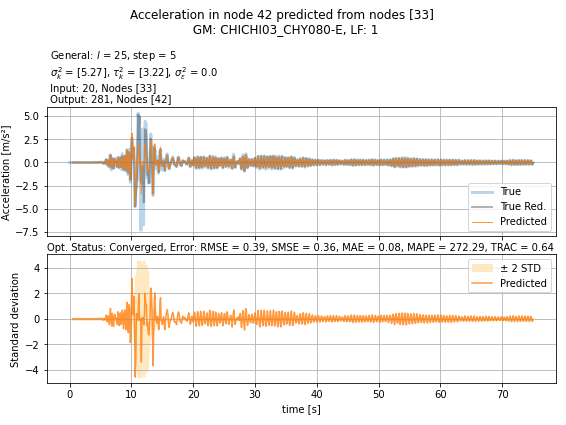 Acceleration in node 42 predicted from nodes [33]
GM: CHICHI03_CHY080-E, LF: 1
General: l = 25, step = 5
σ²ₖ = [5.27], τ²ₖ = [3.22], σ²ε = 0.0
Input: 20, Nodes [33]
Output: 281, Nodes [42]
Acceleration [m/s²]
5.0
2.5
0.0
−2.5
−5.0
−7.5
True
True Red.
Predicted
Opt. Status: Converged, Error: RMSE = 0.39, SMSE = 0.36, MAE = 0.08, MAPE = 272.29, TRAC = 0.64
Standard deviation
4
2
0
−2
−4
± 2 STD
Predicted
0 10 20 30 40 50 60 70
time [s]